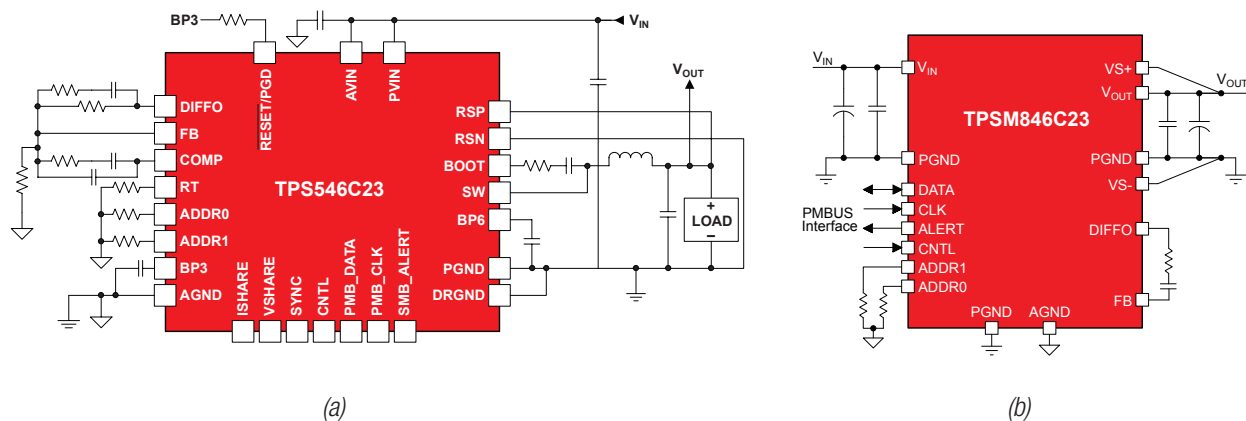 BP3
VIN
RESET/PGD
AVIN
PVIN
VOUT
DIFFO
FB
COMP
RT
ADDR0
ADDR1
BP3
AGND
TPS546C23
RSP
RSN
BOOT
SW
BP6
PGND
DRGND
+
LOAD
–
ISHARE
VSHARE
SYNC
CNTL
PMB_DATA
PMB_CLK
SMB_ALERT
(a)
VIN
VIN
VS+
VOUT
VOUT
TPSM846C23
PGND
PGND
VS-
PMBUS
Interface
DATA
CLK
ALERT
CNTL
ADDR1
ADDR0
DIFFO
FB
PGND
AGND
(b)